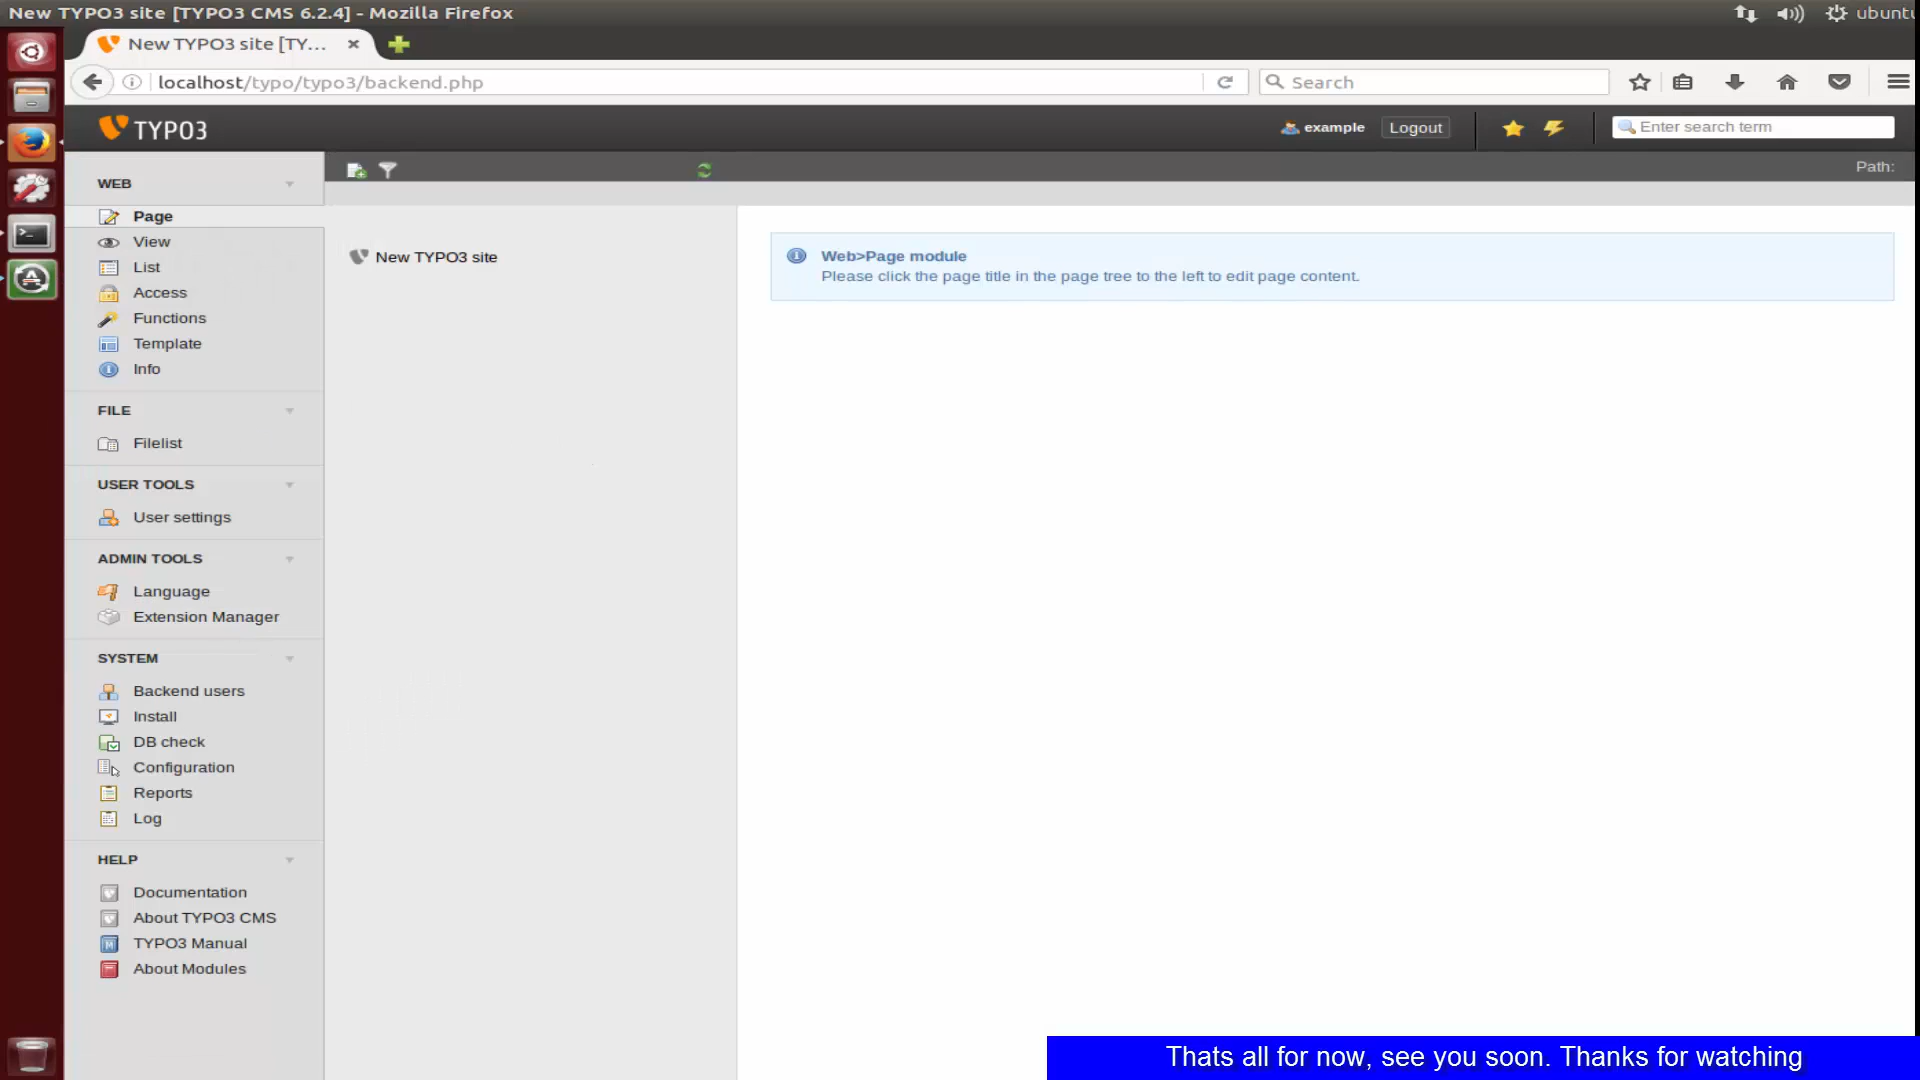 New TYPO3 site [TYPO3 CMS 6.2.4] - Mozilla Firefox
New TYPO3 site [TY...
localhost/typo/typo3/backend.php
Search
TYPO3
example
Logout
Enter search term
Path:
WEB
Page
View
List
Access
Functions
Template
Info
FILE
Filelist
USER TOOLS
User settings
ADMIN TOOLS
Language
Extension Manager
SYSTEM
Backend users
Install
DB check
Configuration
Reports
Log
HELP
Documentation
About TYPO3 CMS
TYPO3 Manual
About Modules
New TYPO3 site
Web>Page module
Please click the page title in the page tree to the left to edit page content.
Thats all for now, see you soon. Thanks for watching